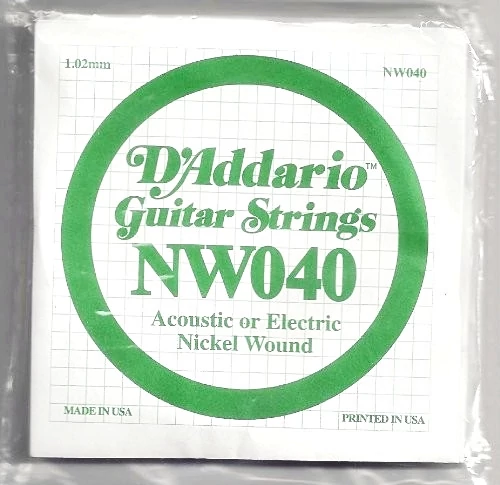 1.02mm NW040
D'Addario™
Guitar Strings
NW040
Acoustic or Electric
Nickel Wound
MADE IN USA PRINTED IN USA